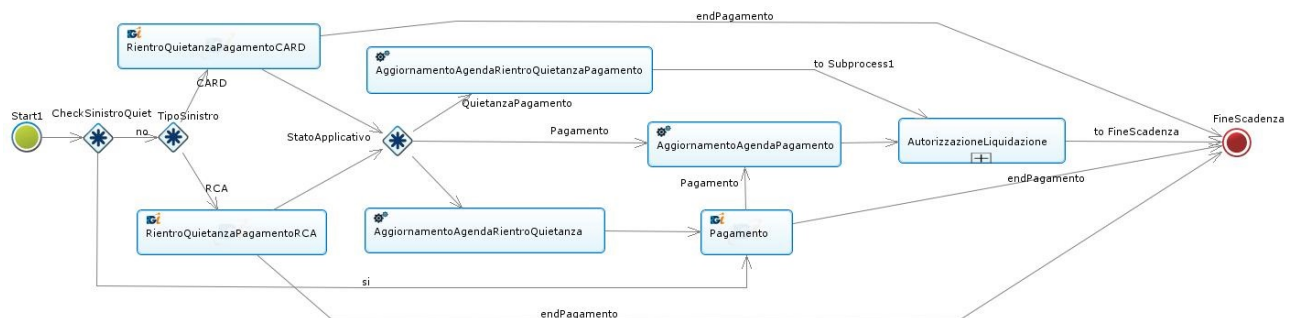 endPagamento
RientroQuietanzaPagamentoCARD
to Subprocess1
AggiornamentoAgendaRientroQuietanzaPagamento
CARD
QuietanzaPagamento
Start1
CheckSinistroQuiet
TipoSinistro
FineScadenza
no
StatoApplicativo
Pagamento
to FineScadenza
AggiornamentoAgendaPagamento
AutorizzazioneLiquidazione
Pagamento
endPagamento
RCA
RientroQuietanzaPagamentoRCA
AggiornamentoAgendaRientroQuietanza
Pagamento
si
endPagamento